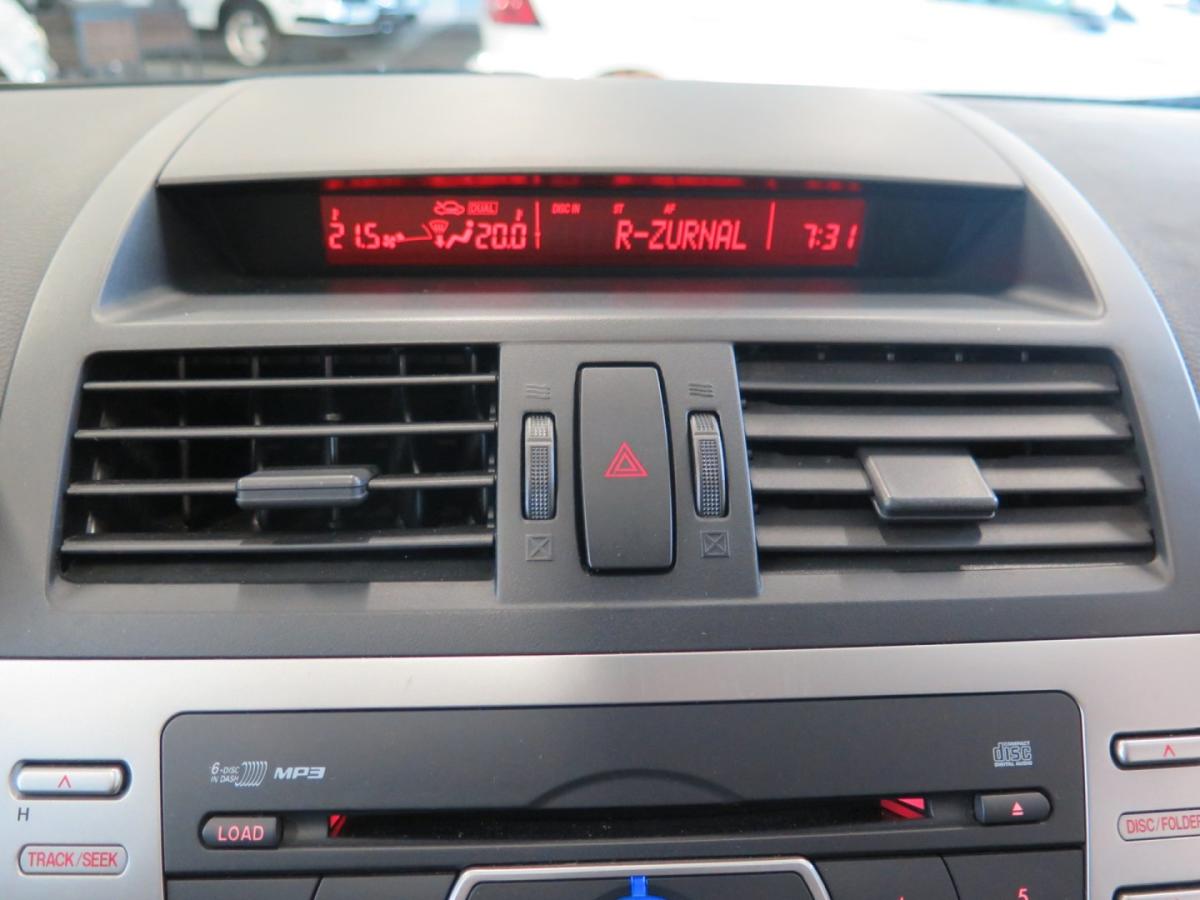 DUAL DISC IN ST AF
21.5 20.0 R-ZURNAL 7:31
6-DISC
IN DASH MP3
COMPACT
disc
DIGITAL AUDIO
LOAD
H
TRACK/SEEK
DISC/FOLDER
5